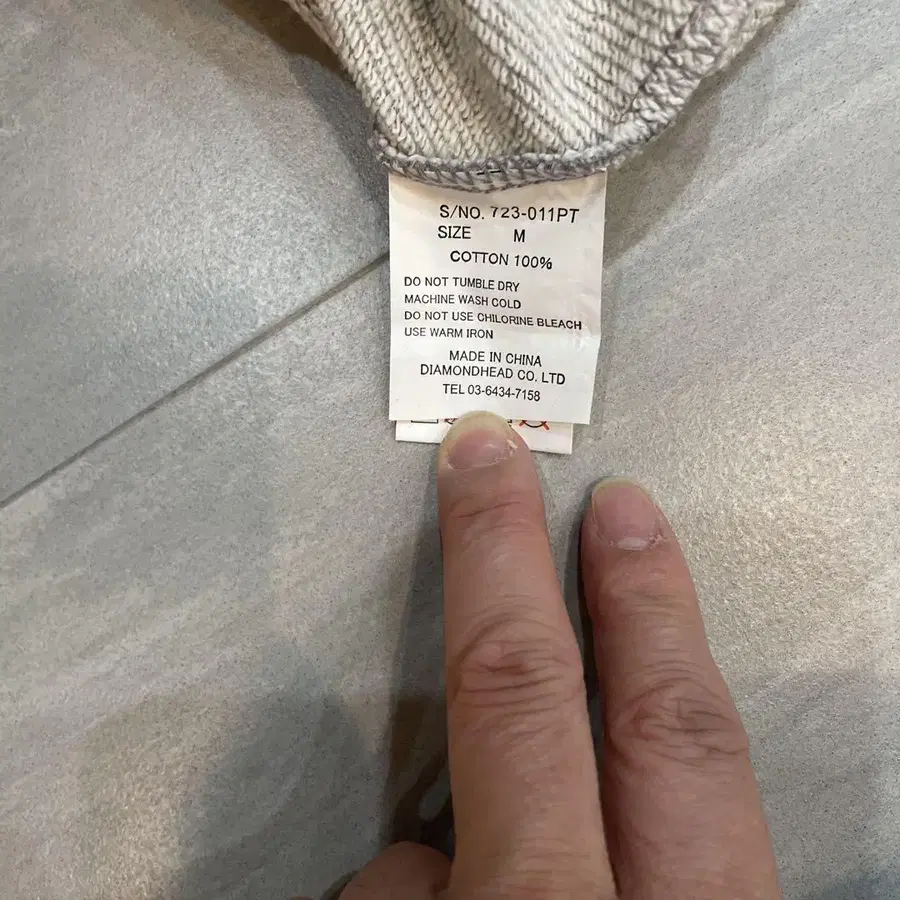 S/NO. 723-011PT
SIZE M
COTTON 100%
DO NOT TUMBLE DRY
MACHINE WASH COLD
DO NOT USE CHLORINE BLEACH
USE WARM IRON
MADE IN CHINA
DIAMONDHEAD CO. LTD
TEL 03-6434-7158